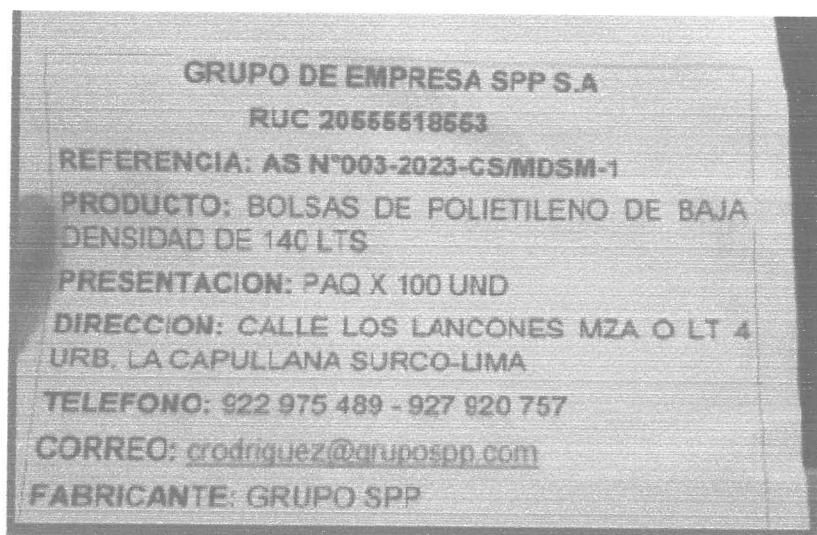 GRUPO DE EMPRESA SPP S.A
RUC 20555518553
REFERENCIA: AS N°003-2023-CS/MDSM-1
PRODUCTO: BOLSAS DE POLIETILENO DE BAJA
DENSIDAD DE 140 LTS
PRESENTACION: PAQ X 100 UND
DIRECCION: CALLE LOS LANCONES MZA O LT 4
URB. LA CAPULLANA SURCO-LIMA
TELEFONO: 922 975 489 - 927 920 757
CORREO: crodriguez@grupospp.com
FABRICANTE: GRUPO SPP